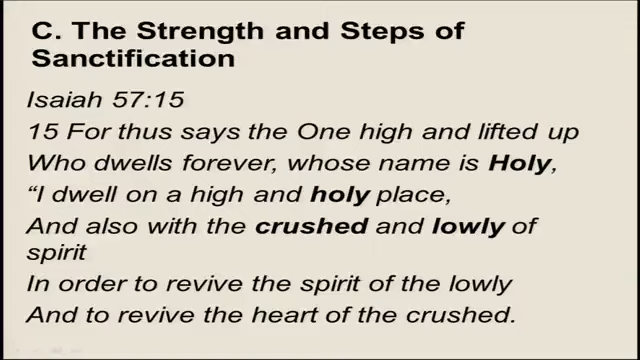 C. The Strength and Steps of
Sanctification
Isaiah 57:15
15 For thus says the One high and lifted up
Who dwells forever, whose name is Holy,
“I dwell on a high and holy place,
And also with the crushed and lowly of
spirit
In order to revive the spirit of the lowly
And to revive the heart of the crushed.